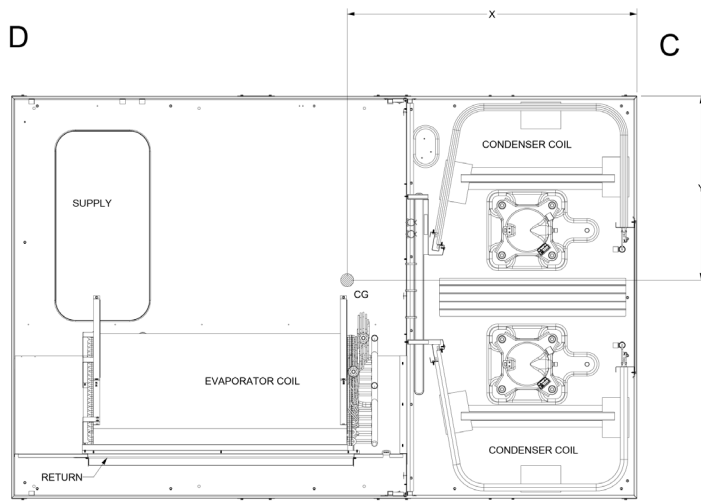 X
D
C
CONDENSER COIL
Y
SUPPLY
CG
EVAPORATOR COIL
CONDENSER COIL
RETURN